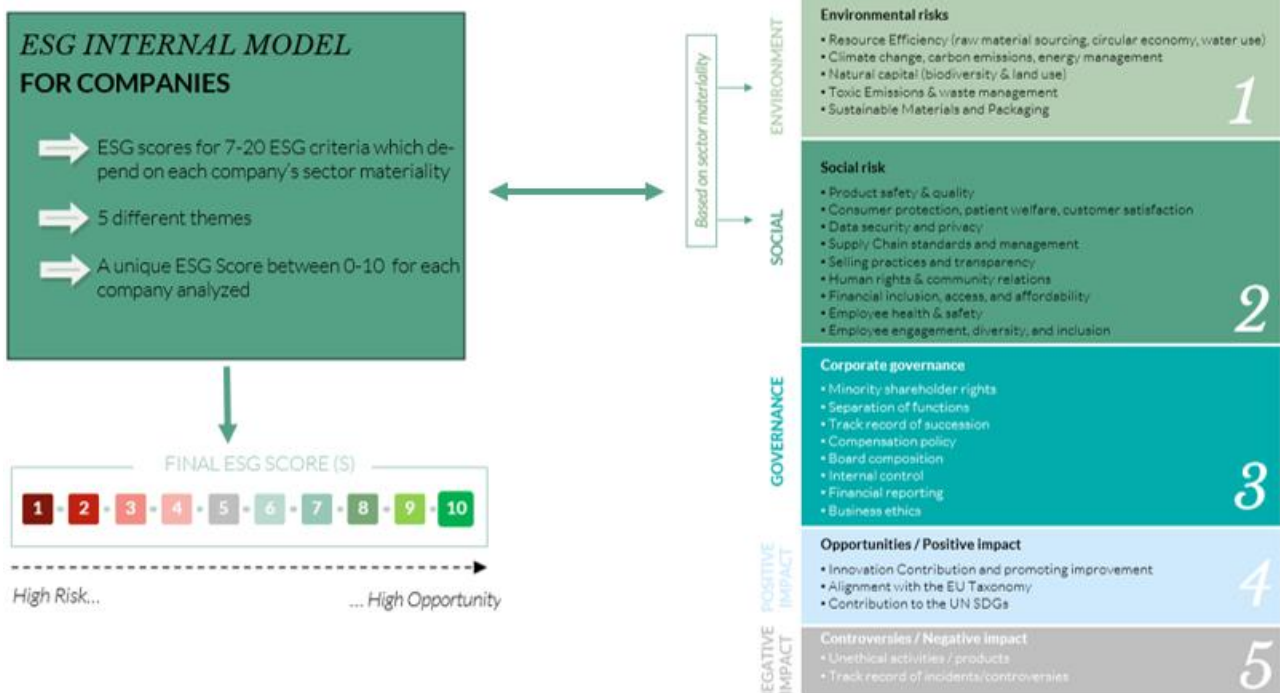 ESG INTERNAL MODEL
FOR COMPANIES
ESG scores for 7-20 ESG criteria which de-
pend on each company's sector materiality
5 different themes
A unique ESG Score between 0-10 for each
company analyzed
FINAL ESG SCORE (S)
1 2 3 4 5 6 7 8 9 10
High Risk...
... High Opportunity
Based on sector materiality
ENVIRONMENT
Environmental risks
• Resource Efficiency (raw material sourcing, circular economy, water use)
• Climate change, carbon emissions, energy management
• Natural capital (biodiversity & land use)
• Toxic Emissions & waste management
• Sustainable Materials and Packaging
1
SOCIAL
Social risk
• Product safety & quality
• Consumer protection, patient welfare, customer satisfaction
• Data security and privacy
• Supply Chain standards and management
• Selling practices and transparency
• Human rights & community relations
• Financial inclusion, access, and affordability
• Employee health & safety
• Employee engagement, diversity, and inclusion
2
GOVERNANCE
Corporate governance
• Minority shareholder rights
• Separation of functions
• Track record of succession
• Compensation policy
• Board composition
• Internal control
• Financial reporting
• Business ethics
3
POSITIVE
IMPACT
Opportunities / Positive impact
• Innovation Contribution and promoting improvement
• Alignment with the EU Taxonomy
• Contribution to the UN SDGs
4
EGATIVE
IMPACT
Controversies / Negative impact
• Unethical activities / products
• Track record of incidents/controversies
5